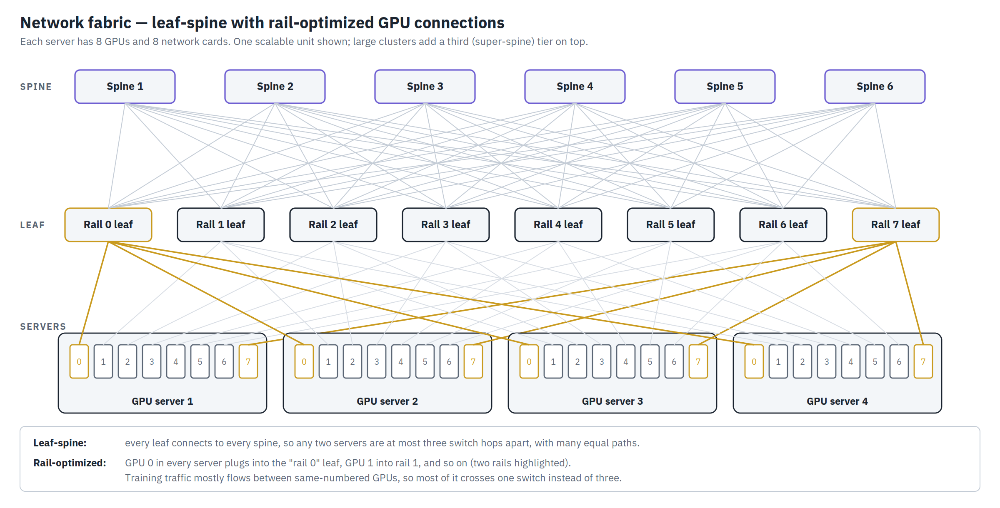 Network fabric — leaf-spine with rail-optimized GPU connections
Each server has 8 GPUs and 8 network cards. One scalable unit shown; large clusters add a third (super-spine) tier on top.
SPINE
Spine 1
Spine 2
Spine 3
Spine 4
Spine 5
Spine 6
LEAF
Rail 0 leaf
Rail 1 leaf
Rail 2 leaf
Rail 3 leaf
Rail 4 leaf
Rail 5 leaf
Rail 6 leaf
Rail 7 leaf
SERVERS
0 1 2 3 4 5 6 7
GPU server 1
0 1 2 3 4 5 6 7
GPU server 2
0 1 2 3 4 5 6 7
GPU server 3
0 1 2 3 4 5 6 7
GPU server 4
Leaf-spine: every leaf connects to every spine, so any two servers are at most three switch hops apart, with many equal paths.
Rail-optimized: GPU 0 in every server plugs into the "rail 0" leaf, GPU 1 into rail 1, and so on (two rails highlighted).
Training traffic mostly flows between same-numbered GPUs, so most of it crosses one switch instead of three.